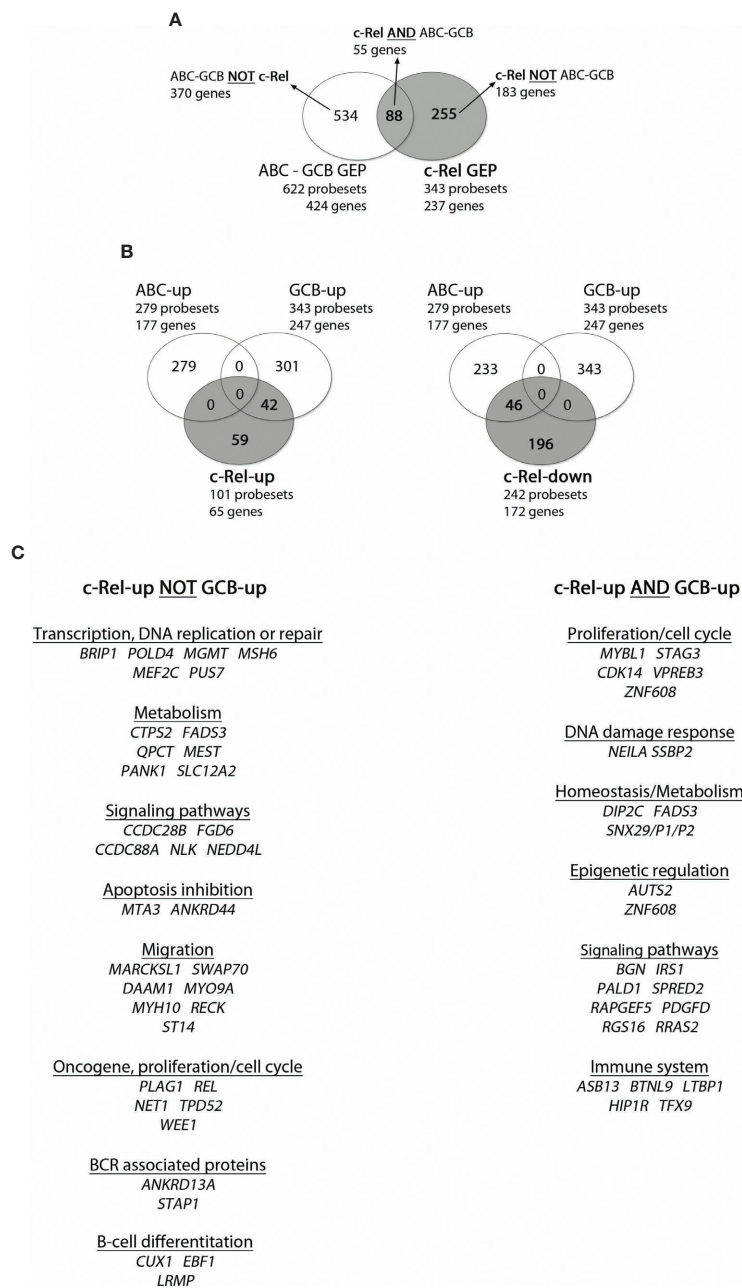 A
c-Rel AND ABC-GCB
55 genes
ABC-GCB NOT c-Rel
370 genes
c-Rel NOT ABC-GCB
183 genes
534
88
255
ABC - GCB GEP
622 probesets
424 genes
c-Rel GEP
343 probesets
237 genes
B
ABC-up
279 probesets
177 genes
GCB-up
343 probesets
247 genes
279
0
301
0
0
42
59
c-Rel-up
101 probesets
65 genes
ABC-up
279 probesets
177 genes
GCB-up
343 probesets
247 genes
233
0
343
0
46
0
196
c-Rel-down
242 probesets
172 genes
C
c-Rel-up NOT GCB-up
Transcription, DNA replication or repair
BRIP1 POLD4 MGMT MSH6
MEF2C PUS7
Metabolism
CTPS2 FADS3
QPCT MEST
PANK1 SLC12A2
Signaling pathways
CCDC28B FGD6
CCDC88A NLK NEDD4L
Apoptosis inhibition
MTA3 ANKRD44
Migration
MARCKSL1 SWAP70
DAAM1 MYO9A
MYH10 RECK
ST14
Oncogene, proliferation/cell cycle
PLAG1 REL
NET1 TPD52
WEE1
BCR associated proteins
ANKRD13A
STAP1
B-cell differentitation
CUX1 EBF1
LRMP
c-Rel-up AND GCB-up
Proliferation/cell cycle
MYBL1 STAG3
CDK14 VPREB3
ZNF608
DNA damage response
NEILA SSBP2
Homeostasis/Metabolism
DIP2C FADS3
SNX29/P1/P2
Epigenetic regulation
AUTS2
ZNF608
Signaling pathways
BGN IRS1
PALD1 SPRED2
RAPGEF5 PDGFD
RGS16 RRAS2
Immune system
ASB13 BTNL9 LTBP1
HIP1R TFX9